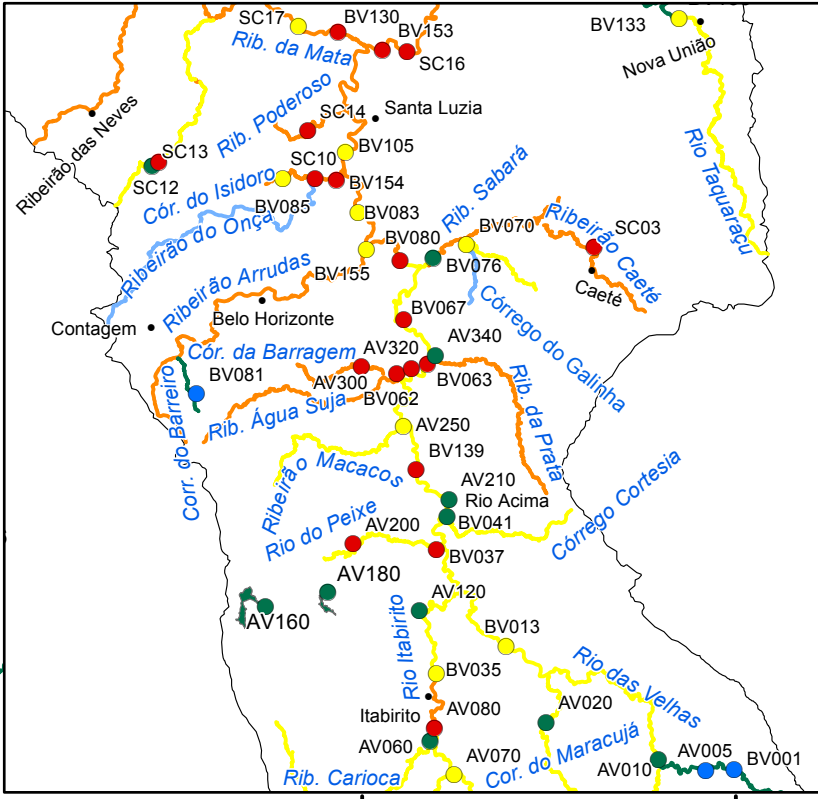 SC17
BV130
BV153
BV133
Rib. da Mata
SC16
Nova União
Rib. Poderoso
SC14
Santa Luzia
Ribeirão das Neves
SC13
SC12
BV105
Rio Taquaraçu
SC10
Cór. do Isidoro
BV154
Rib. Sabará
BV085
BV083
BV070
Ribeirão Caeté
SC03
Ribeirão do Onça
BV080
BV155
BV076
Ribeirão Arrudas
Caeté
Belo Horizonte
Contagem
BV067
Córrego do Galinha
Cór. da Barragem
AV320
AV340
BV081
AV300
BV063
BV062
Corr. do Barreiro
Rib. Água Suja
Rib. da Prata
AV250
BV139
Ribeirão Macacos
AV210
Rio Acima
Córrego Cortesia
Rio do Peixe
AV200
BV041
BV037
AV180
AV160
AV120
Rio Itabirito
BV013
Rio das Velhas
BV035
Itabirito
AV080
AV020
AV060
AV070
Cor. do Maracujá
Rib. Carioca
AV010
AV005
BV001